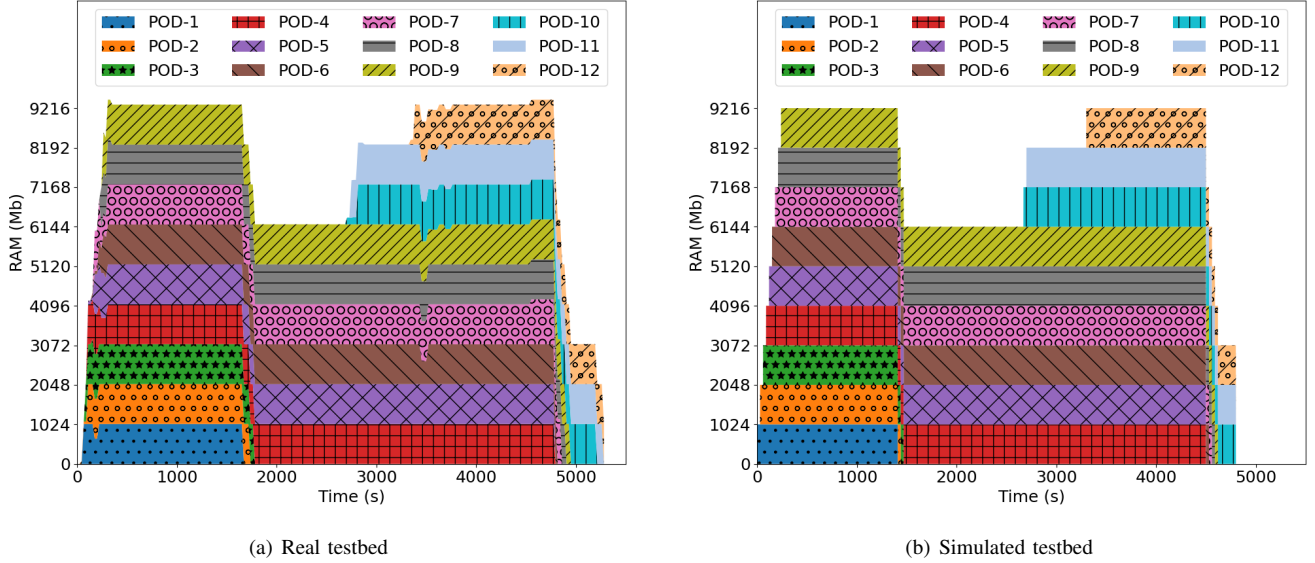 POD-1 POD-4 POD-7 POD-10
POD-2 POD-5 POD-8 POD-11
POD-3 POD-6 POD-9 POD-12
9216
8192
7168
6144
5120
4096
3072
2048
1024
0
RAM (Mb)
0 1000 2000 3000 4000 5000
Time (s)
(a) Real testbed
POD-1 POD-4 POD-7 POD-10
POD-2 POD-5 POD-8 POD-11
POD-3 POD-6 POD-9 POD-12
9216
8192
7168
6144
5120
4096
3072
2048
1024
0
RAM (Mb)
0 1000 2000 3000 4000 5000
Time (s)
(b) Simulated testbed